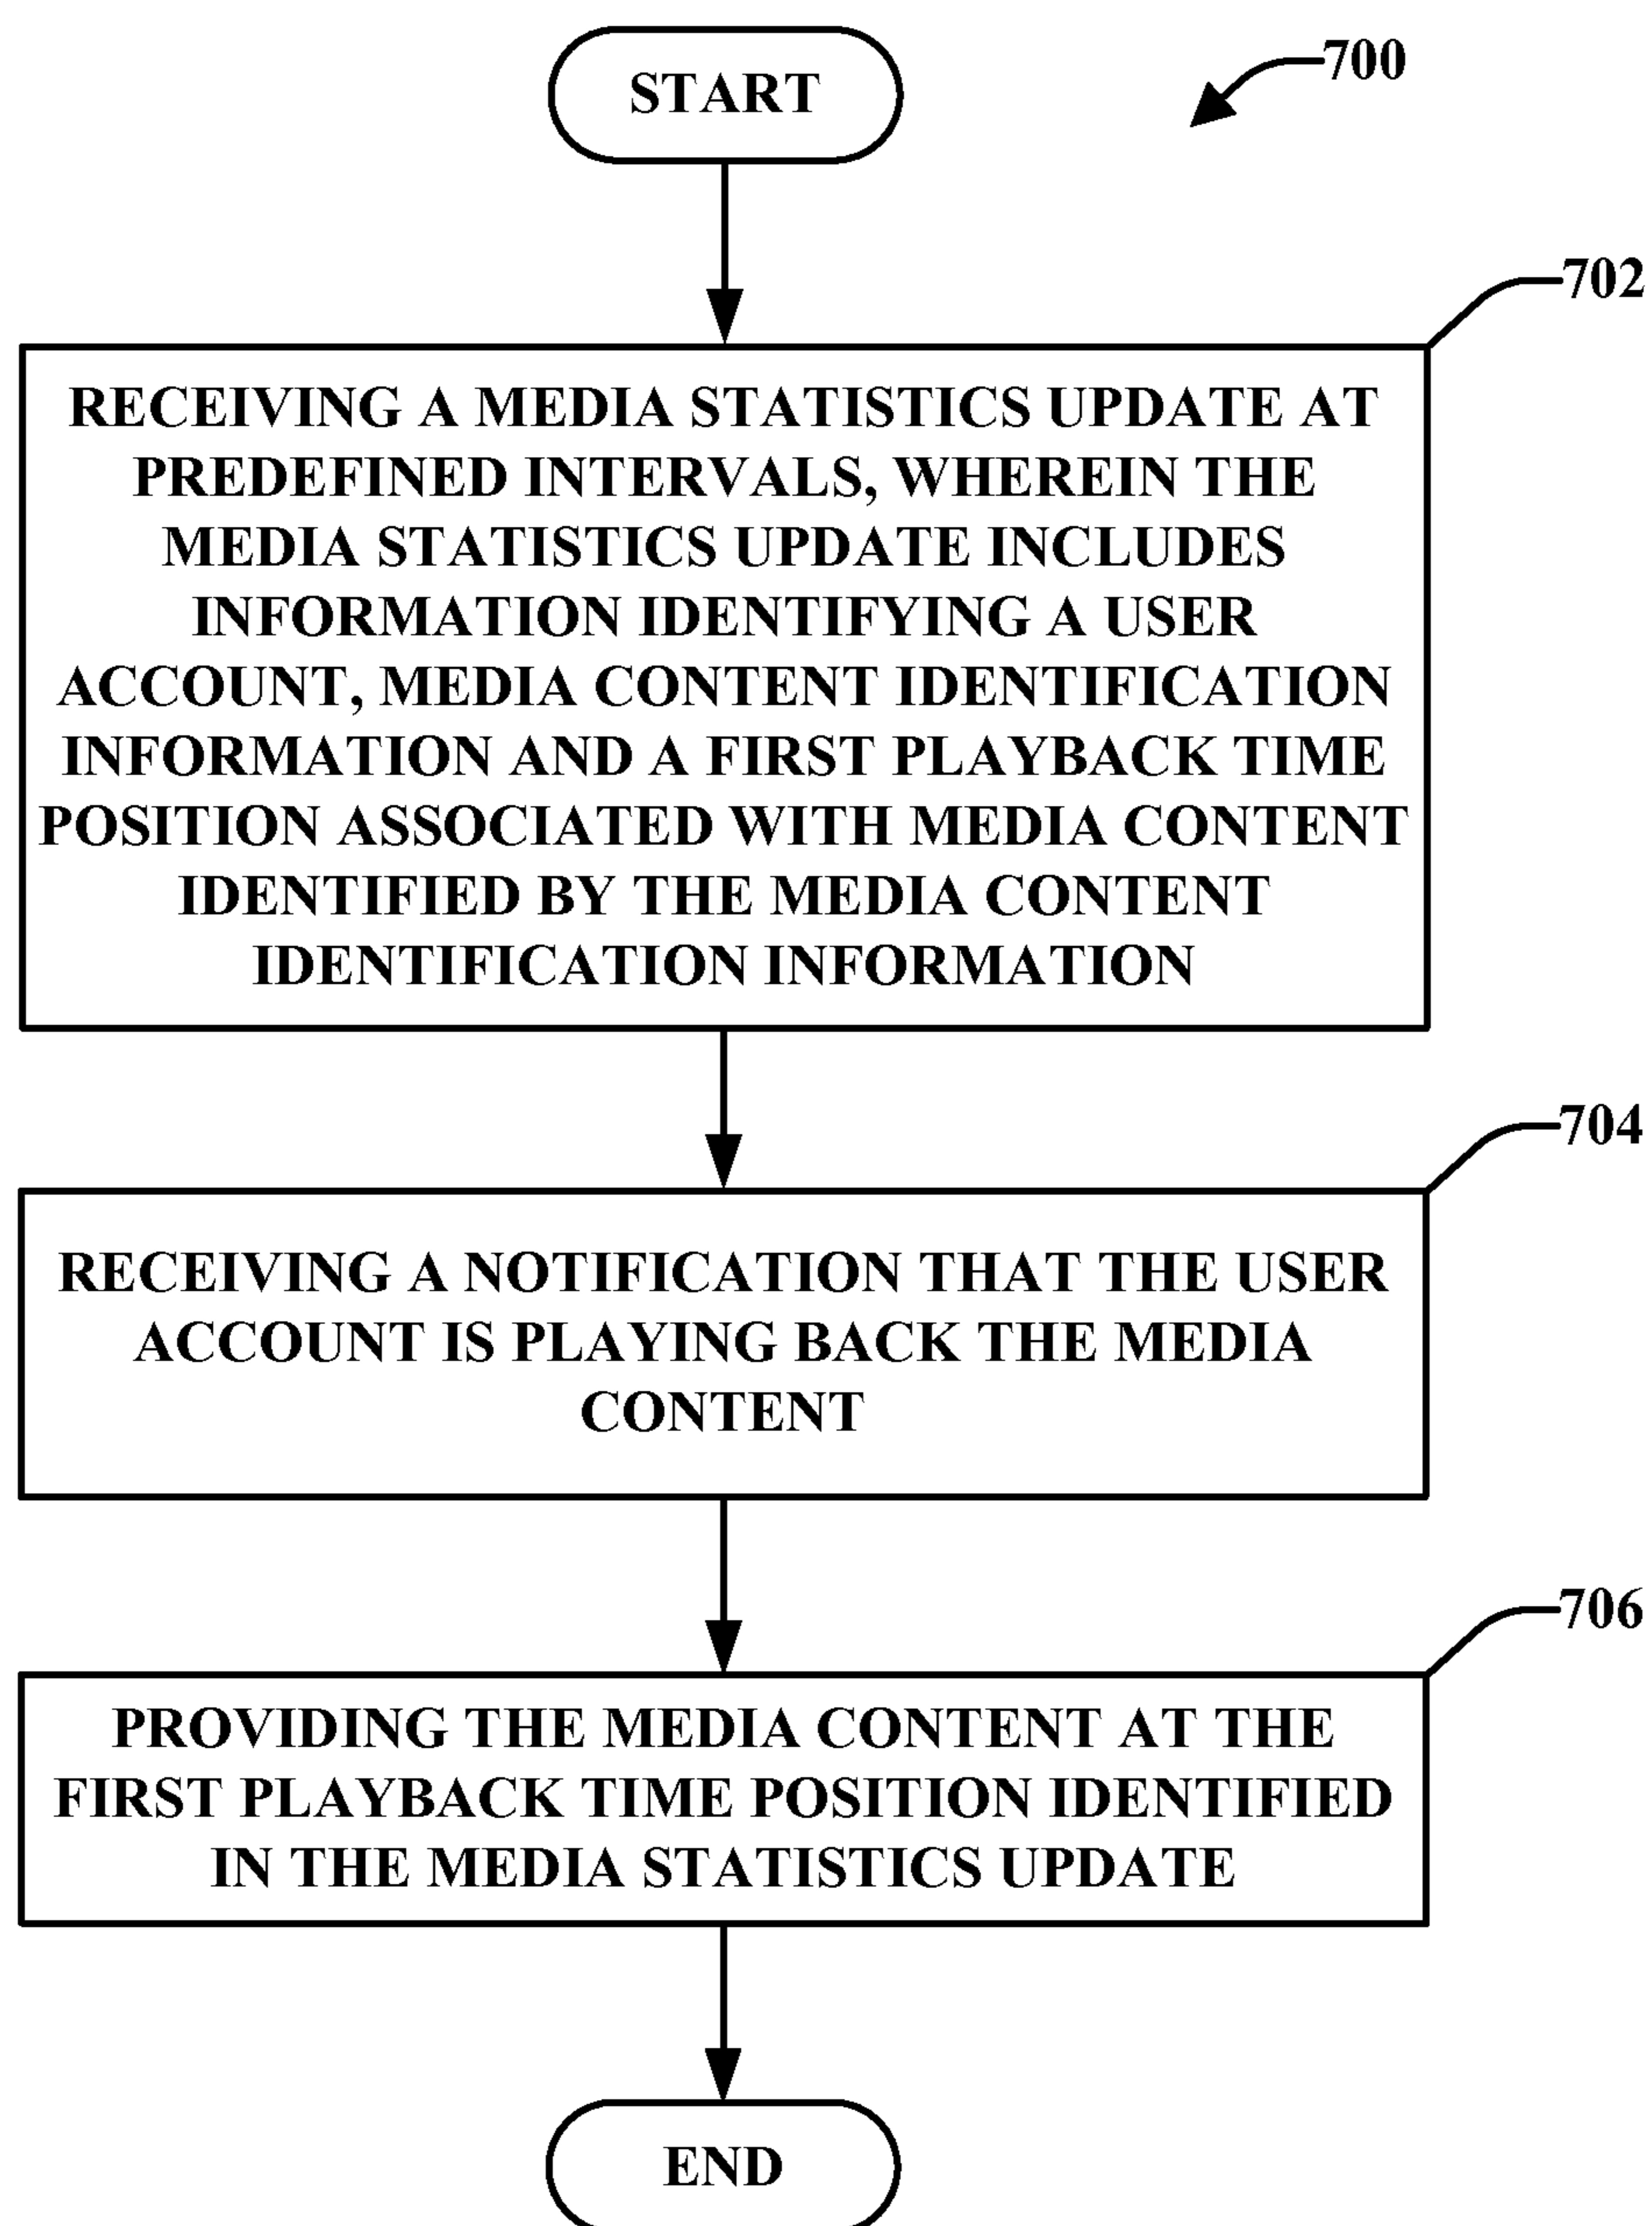 START
700
702
RECEIVING A MEDIA STATISTICS UPDATE AT
PREDEFINED INTERVALS, WHEREIN THE
MEDIA STATISTICS UPDATE INCLUDES
INFORMATION IDENTIFYING A USER
ACCOUNT, MEDIA CONTENT IDENTIFICATION
INFORMATION AND A FIRST PLAYBACK TIME
POSITION ASSOCIATED WITH MEDIA CONTENT
IDENTIFIED BY THE MEDIA CONTENT
IDENTIFICATION INFORMATION
704
RECEIVING A NOTIFICATION THAT THE USER
ACCOUNT IS PLAYING BACK THE MEDIA
CONTENT
706
PROVIDING THE MEDIA CONTENT AT THE
FIRST PLAYBACK TIME POSITION IDENTIFIED
IN THE MEDIA STATISTICS UPDATE
END